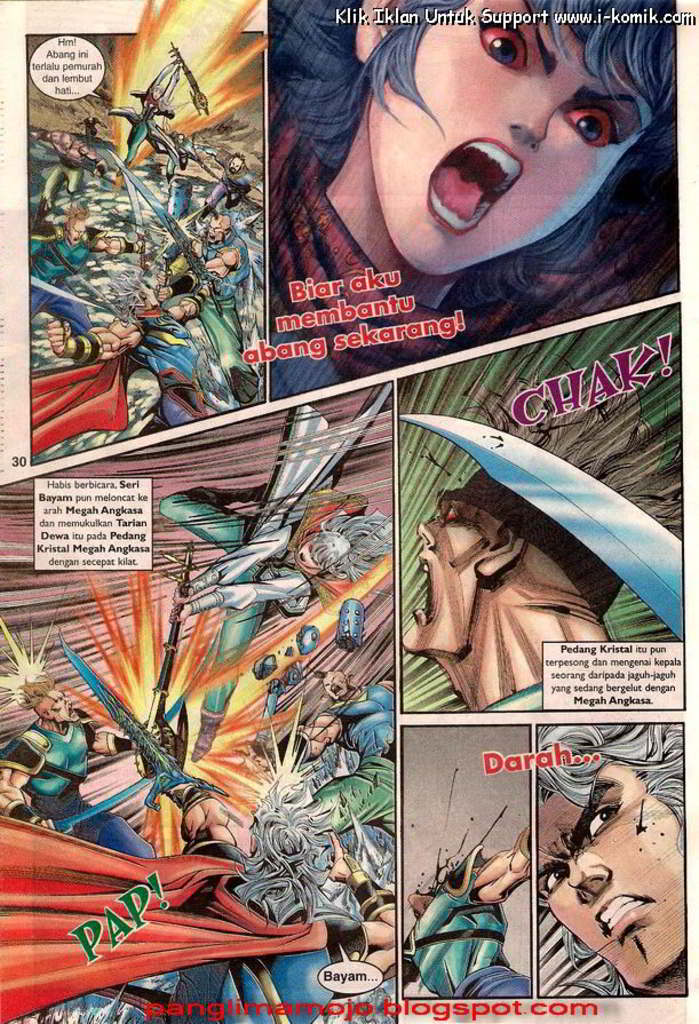 Klik Iklan Untuk Support www.i-komik.com
Hm!
Abang ini
terlalu pemurah
dan lembut
hati...
Biar aku
membantu
abang sekarang!
CHAK!
30
Habis berbicara, Seri
Bayam pun meloncat ke
arah Megah Angkasa
dan memukulkan Tarian
Dewa itu pada Pedang
Kristal Megah Angkasa
dengan secepat kilat.
Pedang Kristal itu pun
terpesong dan mengenai kepala
seorang daripada jaguh-jaguh
yang sedang bergelut dengan
Megah Angkasa.
Darah...
PAP!
Bayam...
panglimamojo.blogspot.com